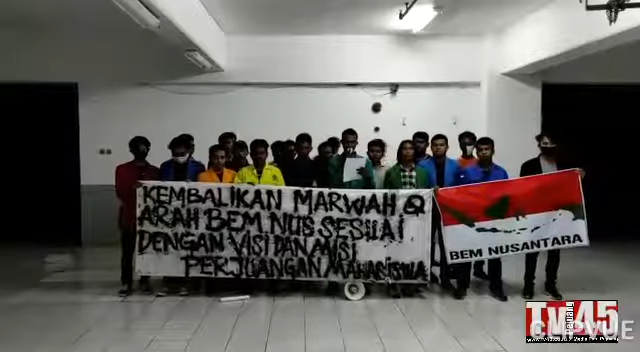 KEMBALIKAN MARWAH &
ARAH BEM NUS SESUAI
DENGAN VISI DAN MISI
PERJUANGAN MAHASISWA
BEM NUSANTARA
TV45
CLIPVUE